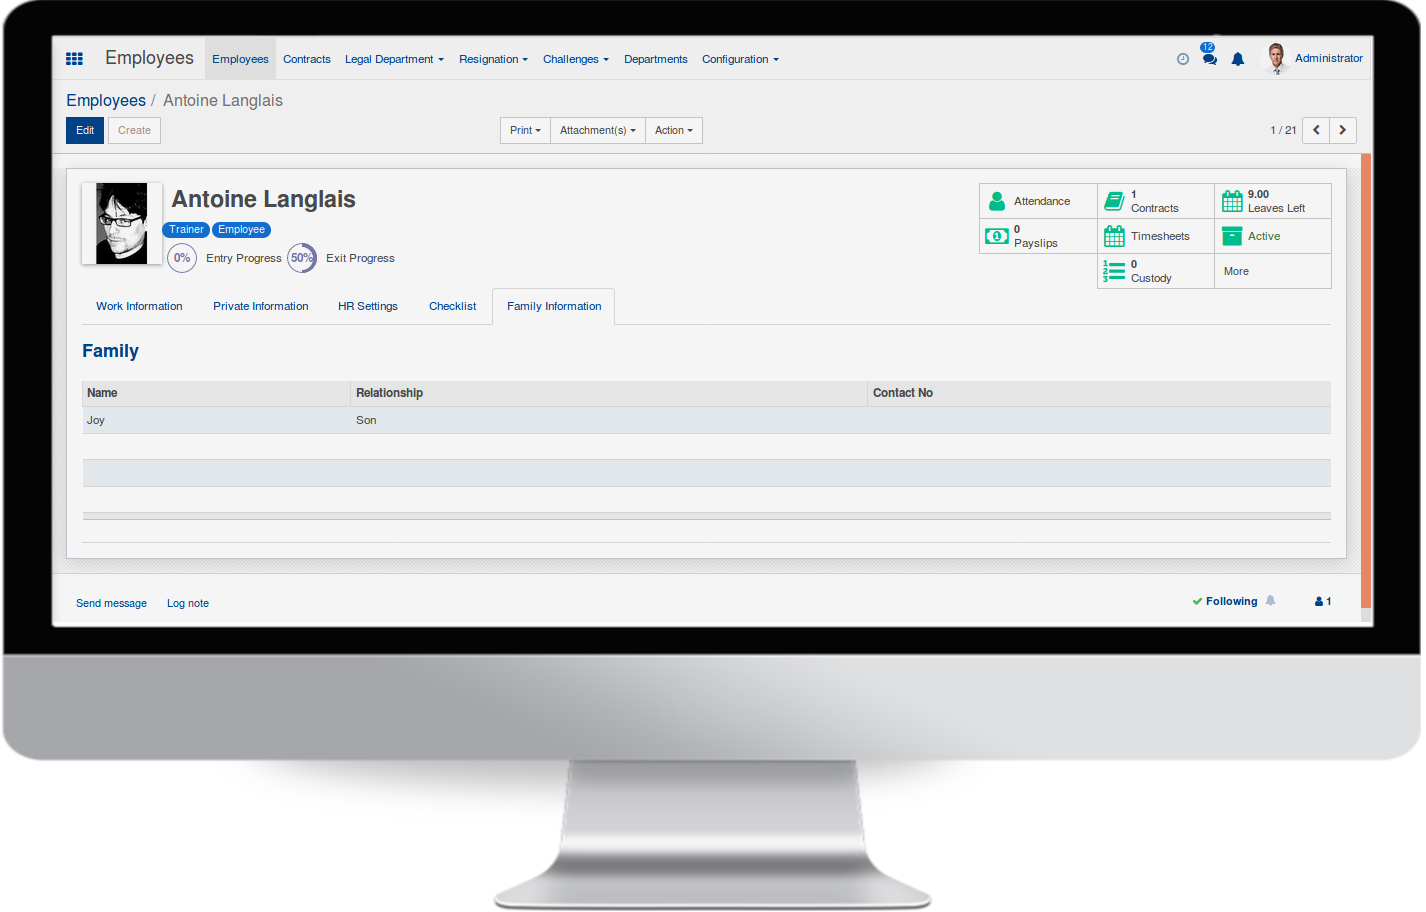 Employees Employees Contracts Legal Department Resignation Challenges Departments Configuration 12 Administrator
Employees / Antoine Langlais
Edit Create Print Attachment(s) Action 1 / 21
Antoine Langlais
Trainer Employee
0% Entry Progress 50% Exit Progress
Attendance
1
Contracts
9.00
Leaves Left
0
Payslips
Timesheets
Active
0
Custody
More
Work Information Private Information HR Settings Checklist Family Information
Family
Name Relationship Contact No
Joy Son
Send message Log note Following 1